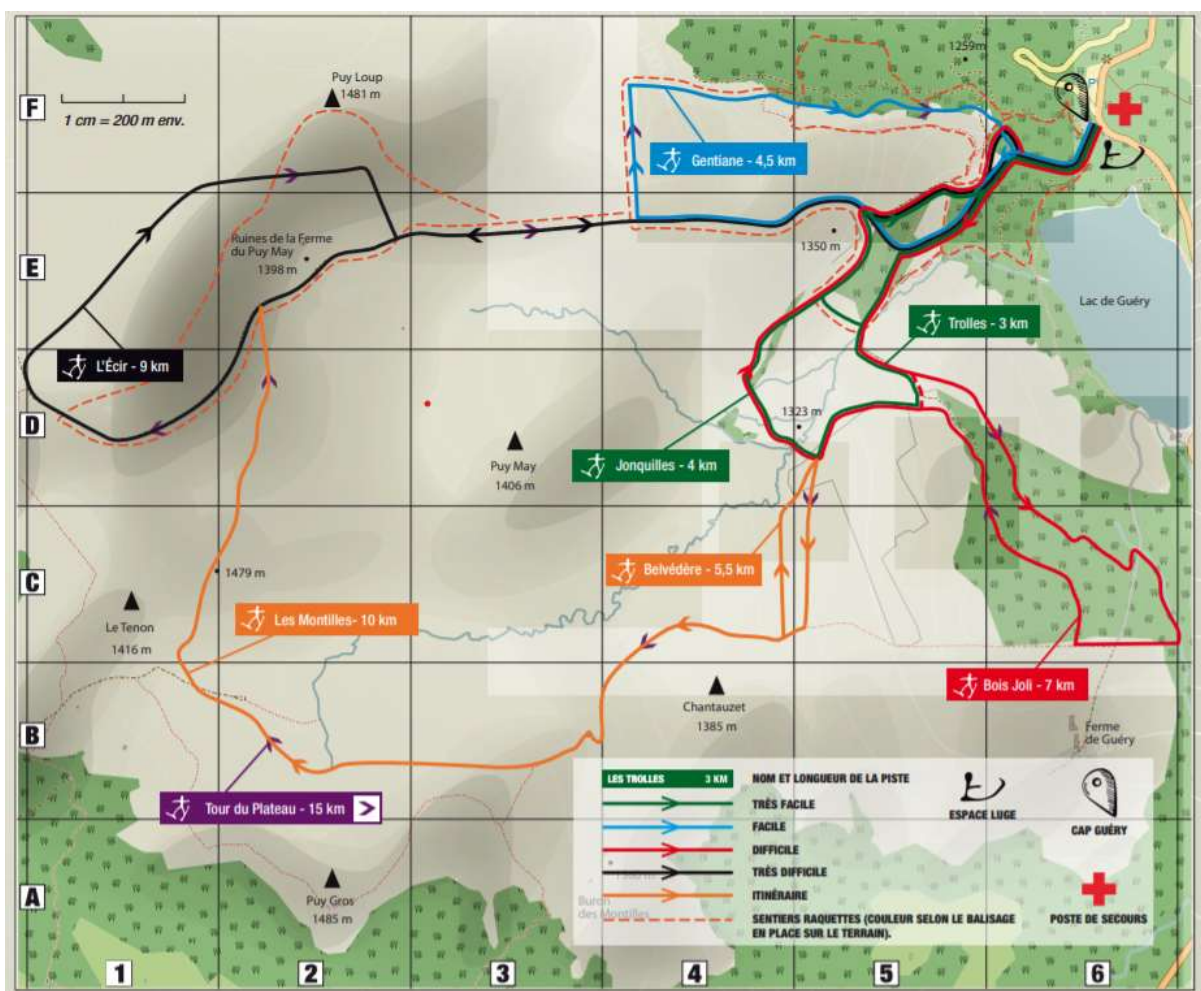 F
1 cm = 200 m env.
Puy Loup
1481 m
1259m
Gentiane - 4,5 km
E
Ruines de la Ferme
du Puy May
1398 m
1350 m
Lac de Guéry
L'Écir - 9 km
Trolles - 3 km
D
1323 m
Puy May
1406 m
Jonquilles - 4 km
C
1479 m
Belvédère - 5,5 km
Le Tenon
1416 m
Les Montilles- 10 km
Bois Joli - 7 km
B
Chantauzet
1385 m
Ferme
de Guéry
Tour du Plateau - 15 km
LES TROLLES 3 KM
NOM ET LONGUEUR DE LA PISTE
TRÈS FACILE
FACILE
DIFFICILE
TRÈS DIFFICILE
ITINÉRAIRE
SENTIERS RAQUETTES (COULEUR SELON LE BALISAGE
EN PLACE SUR LE TERRAIN).
ESPACE LUGE
CAP GUÉRY
POSTE DE SECOURS
A
Puy Gros
1485 m
Buron
des Montilles
1
2
3
4
5
6